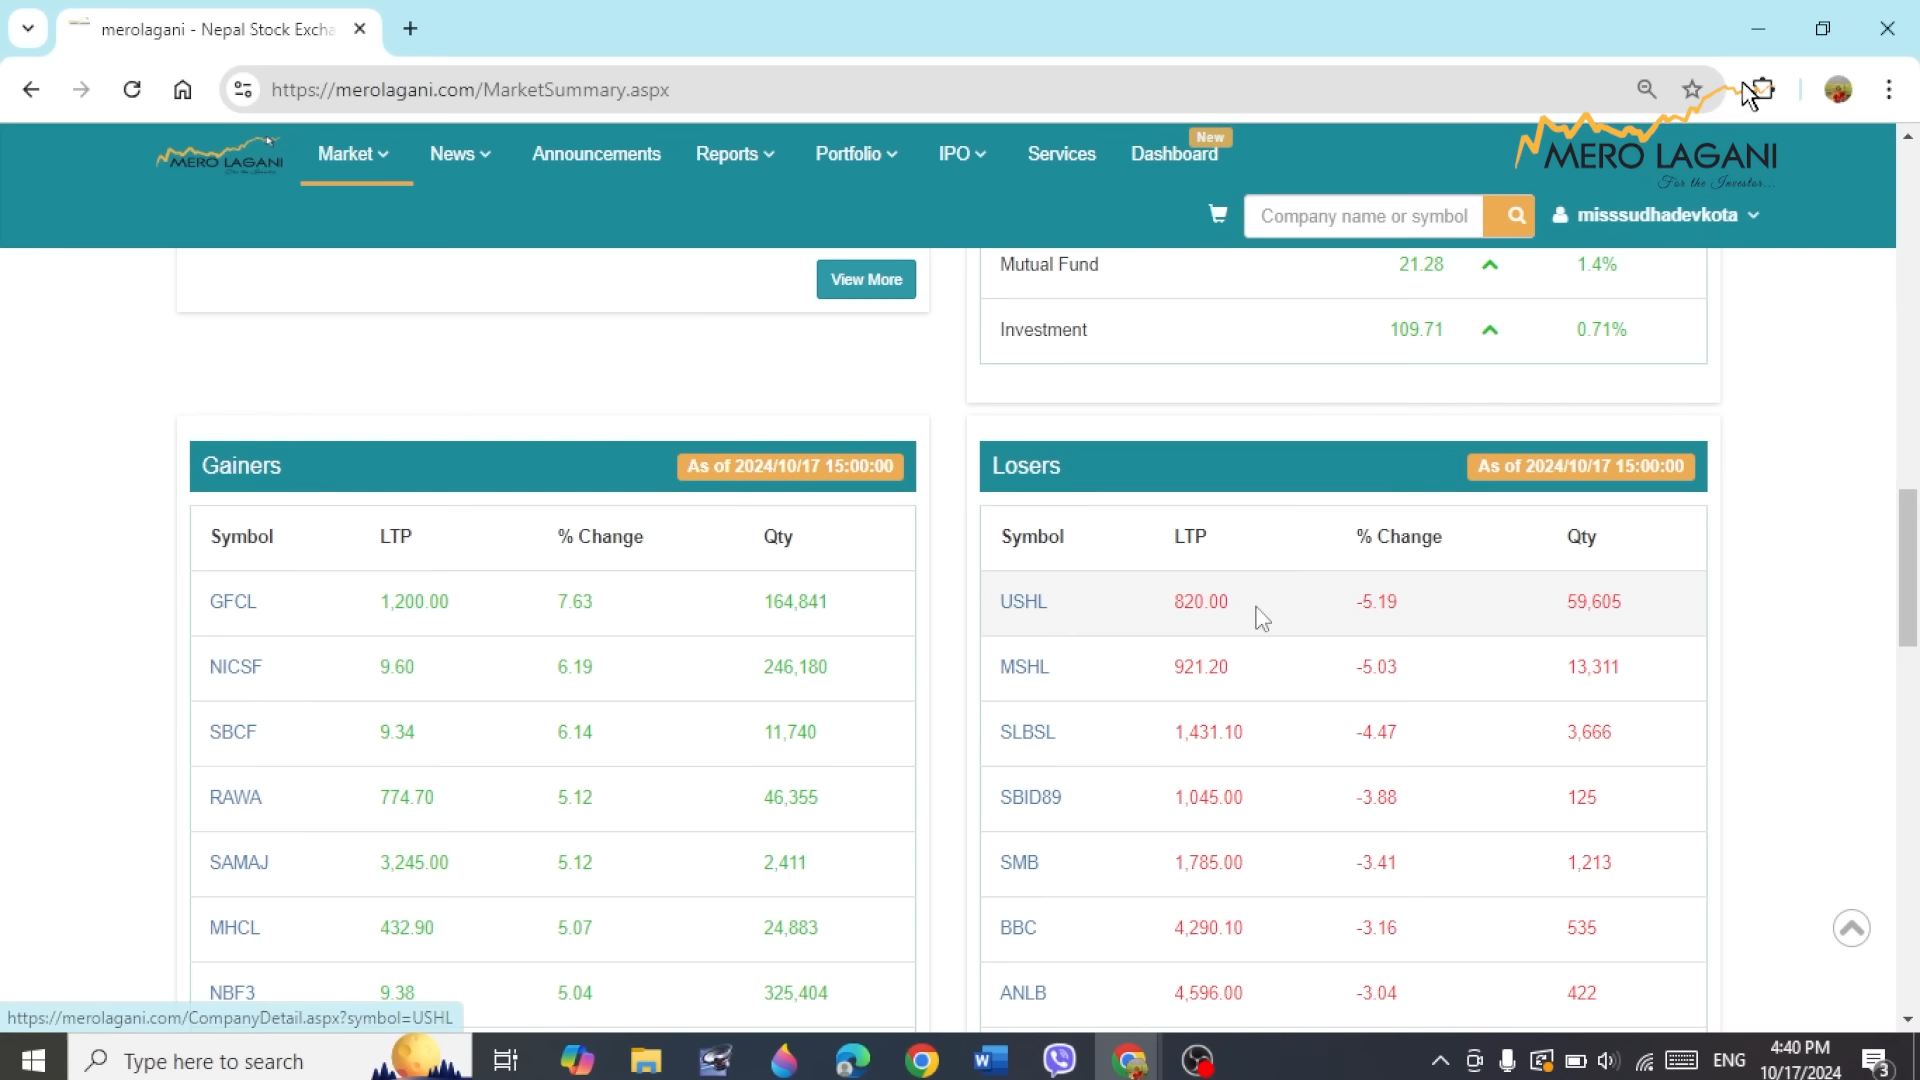 merolagani - Nepal Stock Excha
https://merolagani.com/MarketSummary.aspx
MERO LAGANI
For the Investor...
Market
News
Announcements
Reports
Portfolio
IPO
Services
Dashboard
New
MERO LAGANI
For the Investor...
Company name or symbol
misssudhadevkota
View More
Mutual Fund 21.28 1.4%
Investment 109.71 0.71%
Gainers As of 2024/10/17 15:00:00
Symbol LTP % Change Qty
GFCL 1,200.00 7.63 164,841
NICSF 9.60 6.19 246,180
SBCF 9.34 6.14 11,740
RAWA 774.70 5.12 46,355
SAMAJ 3,245.00 5.12 2,411
MHCL 432.90 5.07 24,883
NBF3 9.38 5.04 325,404
Losers As of 2024/10/17 15:00:00
Symbol LTP % Change Qty
USHL 820.00 -5.19 59,605
MSHL 921.20 -5.03 13,311
SLBSL 1,431.10 -4.47 3,666
SBID89 1,045.00 -3.88 125
SMB 1,785.00 -3.41 1,213
BBC 4,290.10 -3.16 535
ANLB 4,596.00 -3.04 422
https://merolagani.com/CompanyDetail.aspx?symbol=USHL
Type here to search
ENG
4:40 PM
10/17/2024
3